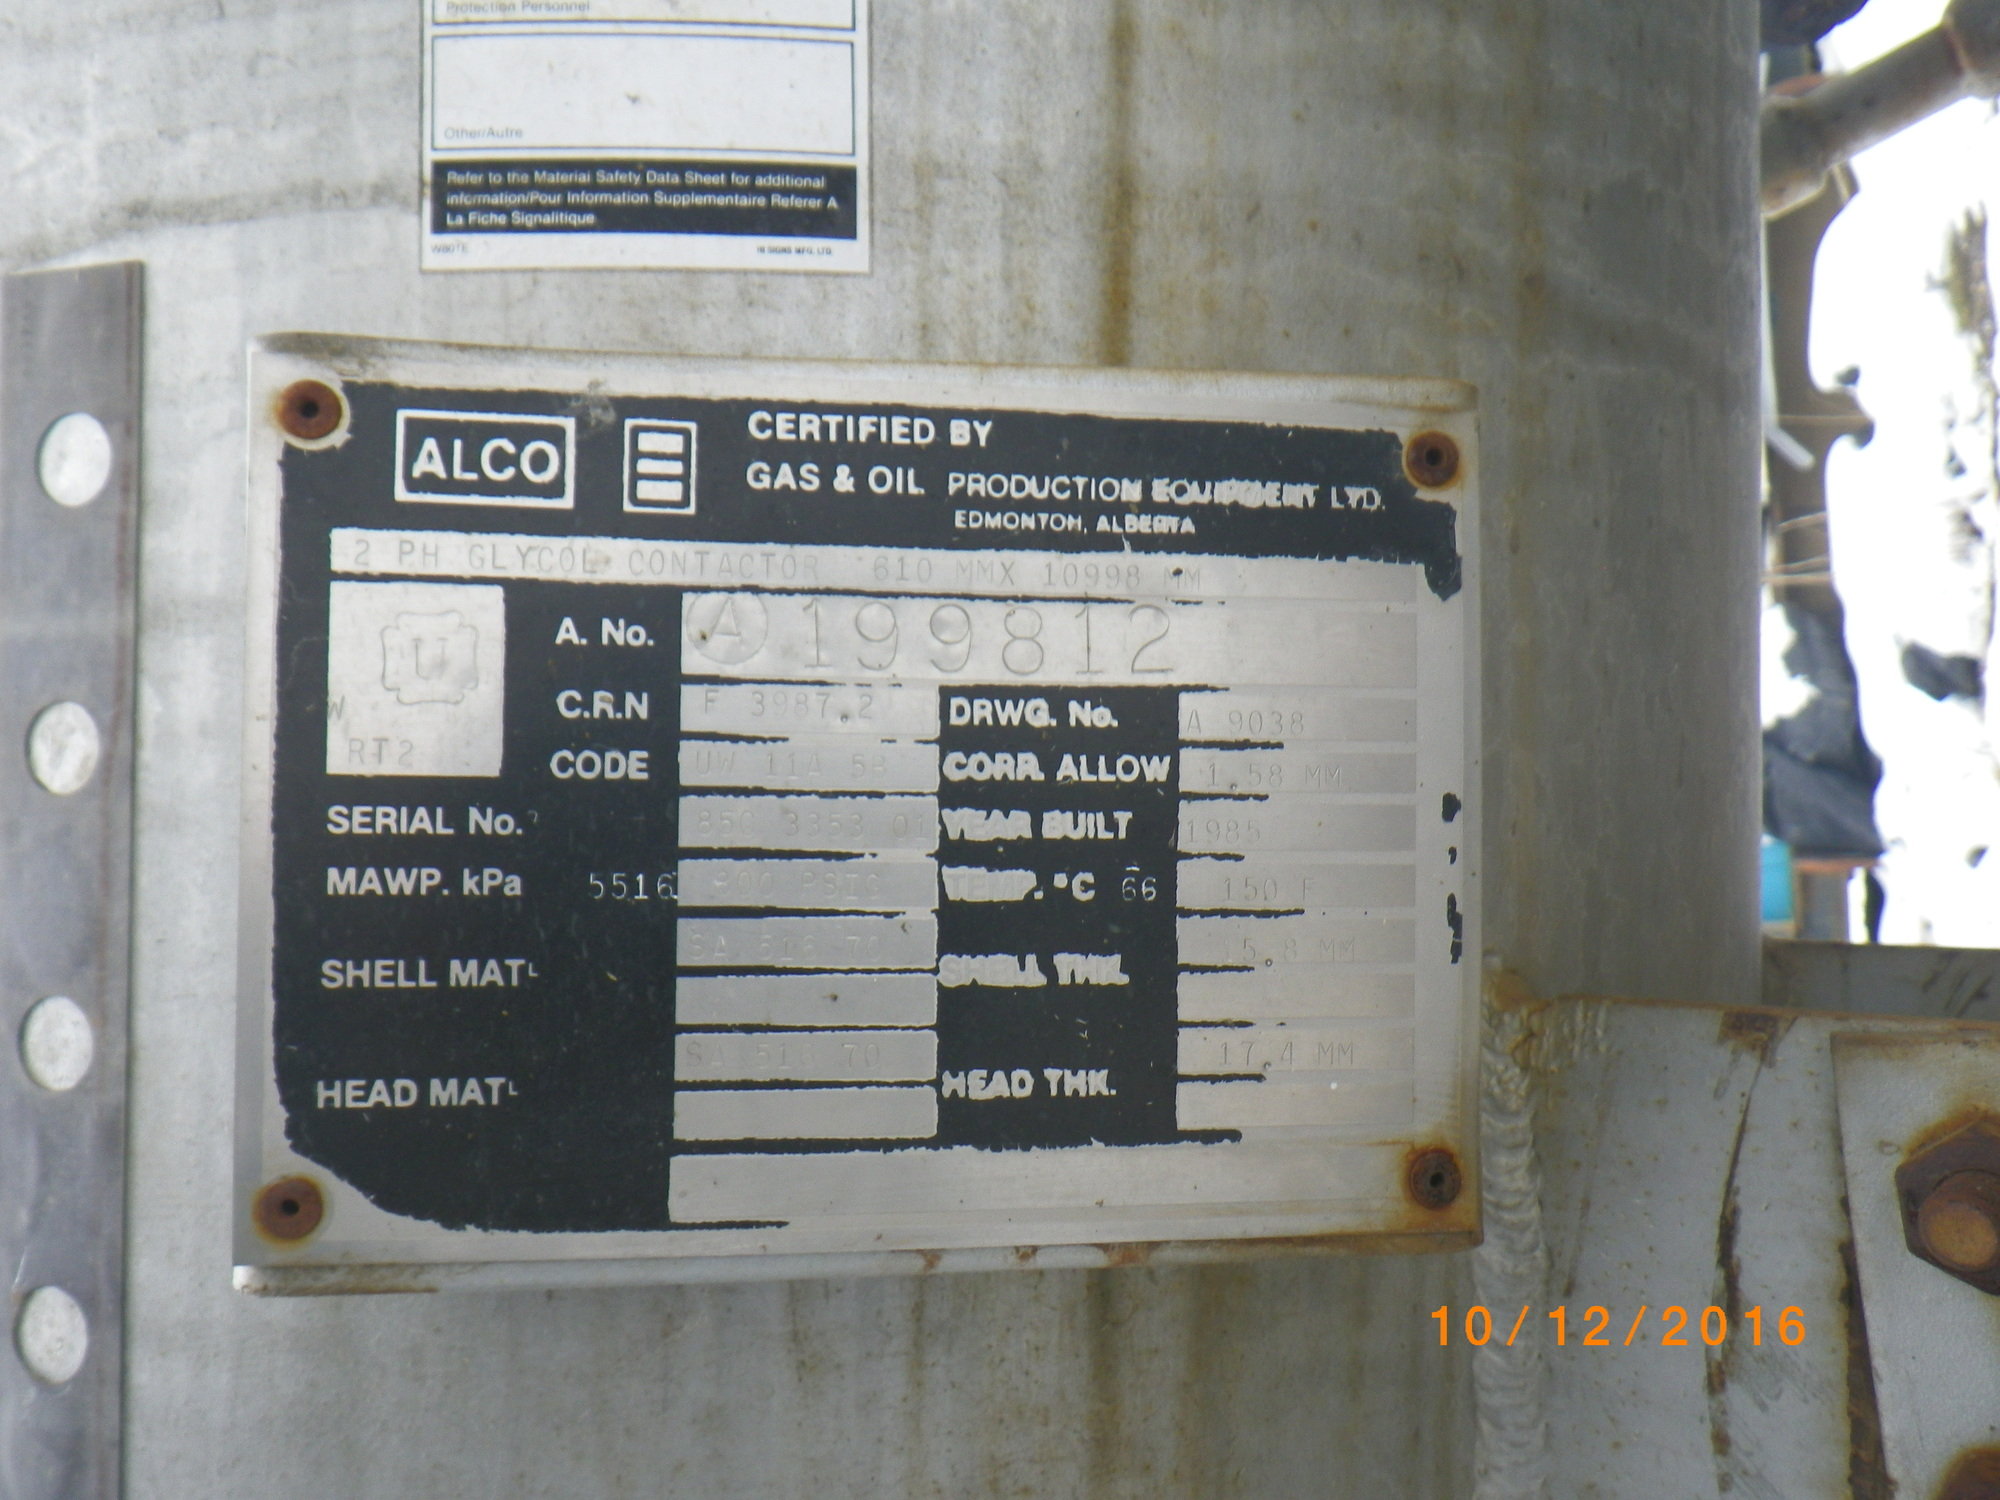 Protection Personnel
Other/Autre
Refer to the Material Safety Data Sheet for additional
information/Pour Information Supplementaire Referer A
La Fiche Signalitique
ALCO
CERTIFIED BY
GAS & OIL PRODUCTION EQUIPMENT LTD.
EDMONTON, ALBERTA
2 PH GLYCOL CONTACTOR 610 MMX 10998 MM
U
W
RT2
A. No. A 199812
C.R.N F 3987.2 DRWG. No. A 9038
CODE UW 11A 5B CORR. ALLOW 1.58 MM
SERIAL No. 850 3353 01 YEAR BUILT 1985
MAWP. kPa 5516 800 PSIG TEMP. °C 66 150 F
SHELL MATL SA 516 70 SHELL THK. 15.8 MM
HEAD MATL SA 516 70 HEAD THK. 17.4 MM
10/12/2016